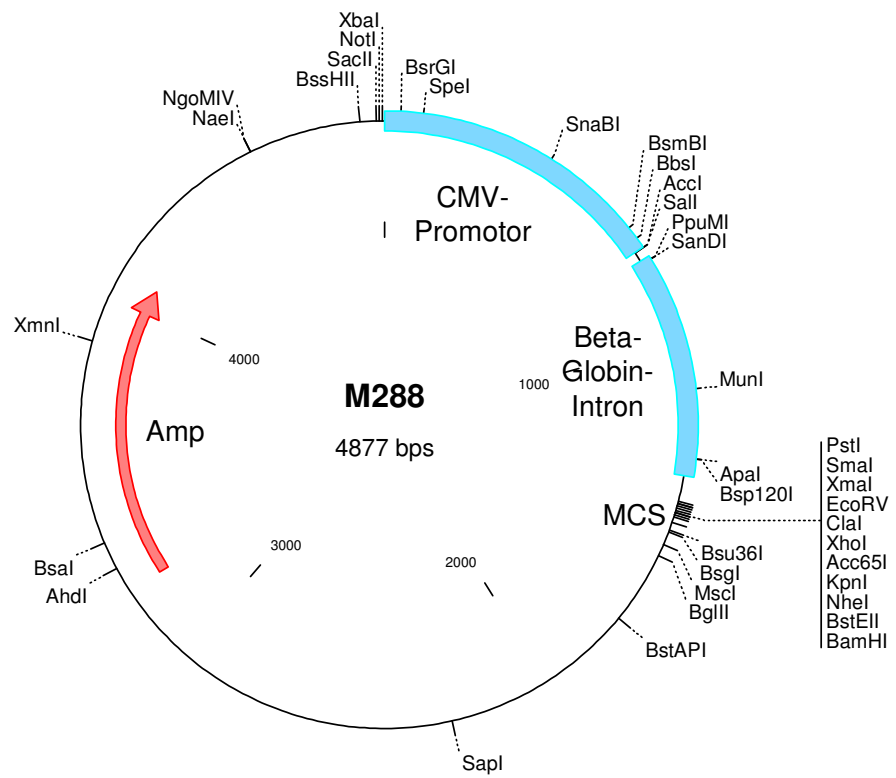 XbaI
NotI
SacII
BssHII
BsrGI
SpeI
NgoMIV
NaeI
SnaBI
BsmBI
BbsI
AccI
SalI
PpuMI
SanDI
CMV-
Promotor
XmnI
4000
Beta-
Globin-
Intron
1000
MunI
M288
4877 bps
Amp
ApaI
Bsp120I
MCS
PstI
SmaI
XmaI
EcoRV
ClaI
XhoI
Acc65I
KpnI
NheI
BstEII
BamHI
3000
2000
Bsu36I
BsgI
MscI
BglII
BsaI
AhdI
BstAPI
SapI